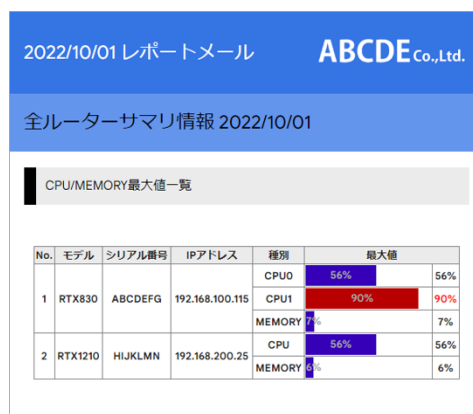 2022/10/01 レポートメール
ABCDE Co.,Ltd.
全ルーターサマリ情報 2022/10/01
CPU/MEMORY最大値一覧
No. モデル シリアル番号 IPアドレス 種別 最大値
1 RTX830 ABCDEFG 192.168.100.115
CPU0 56% 56%
CPU1 90% 90%
MEMORY 7% 7%
2 RTX1210 HIJKLMN 192.168.200.25
CPU 56% 56%
MEMORY 6% 6%